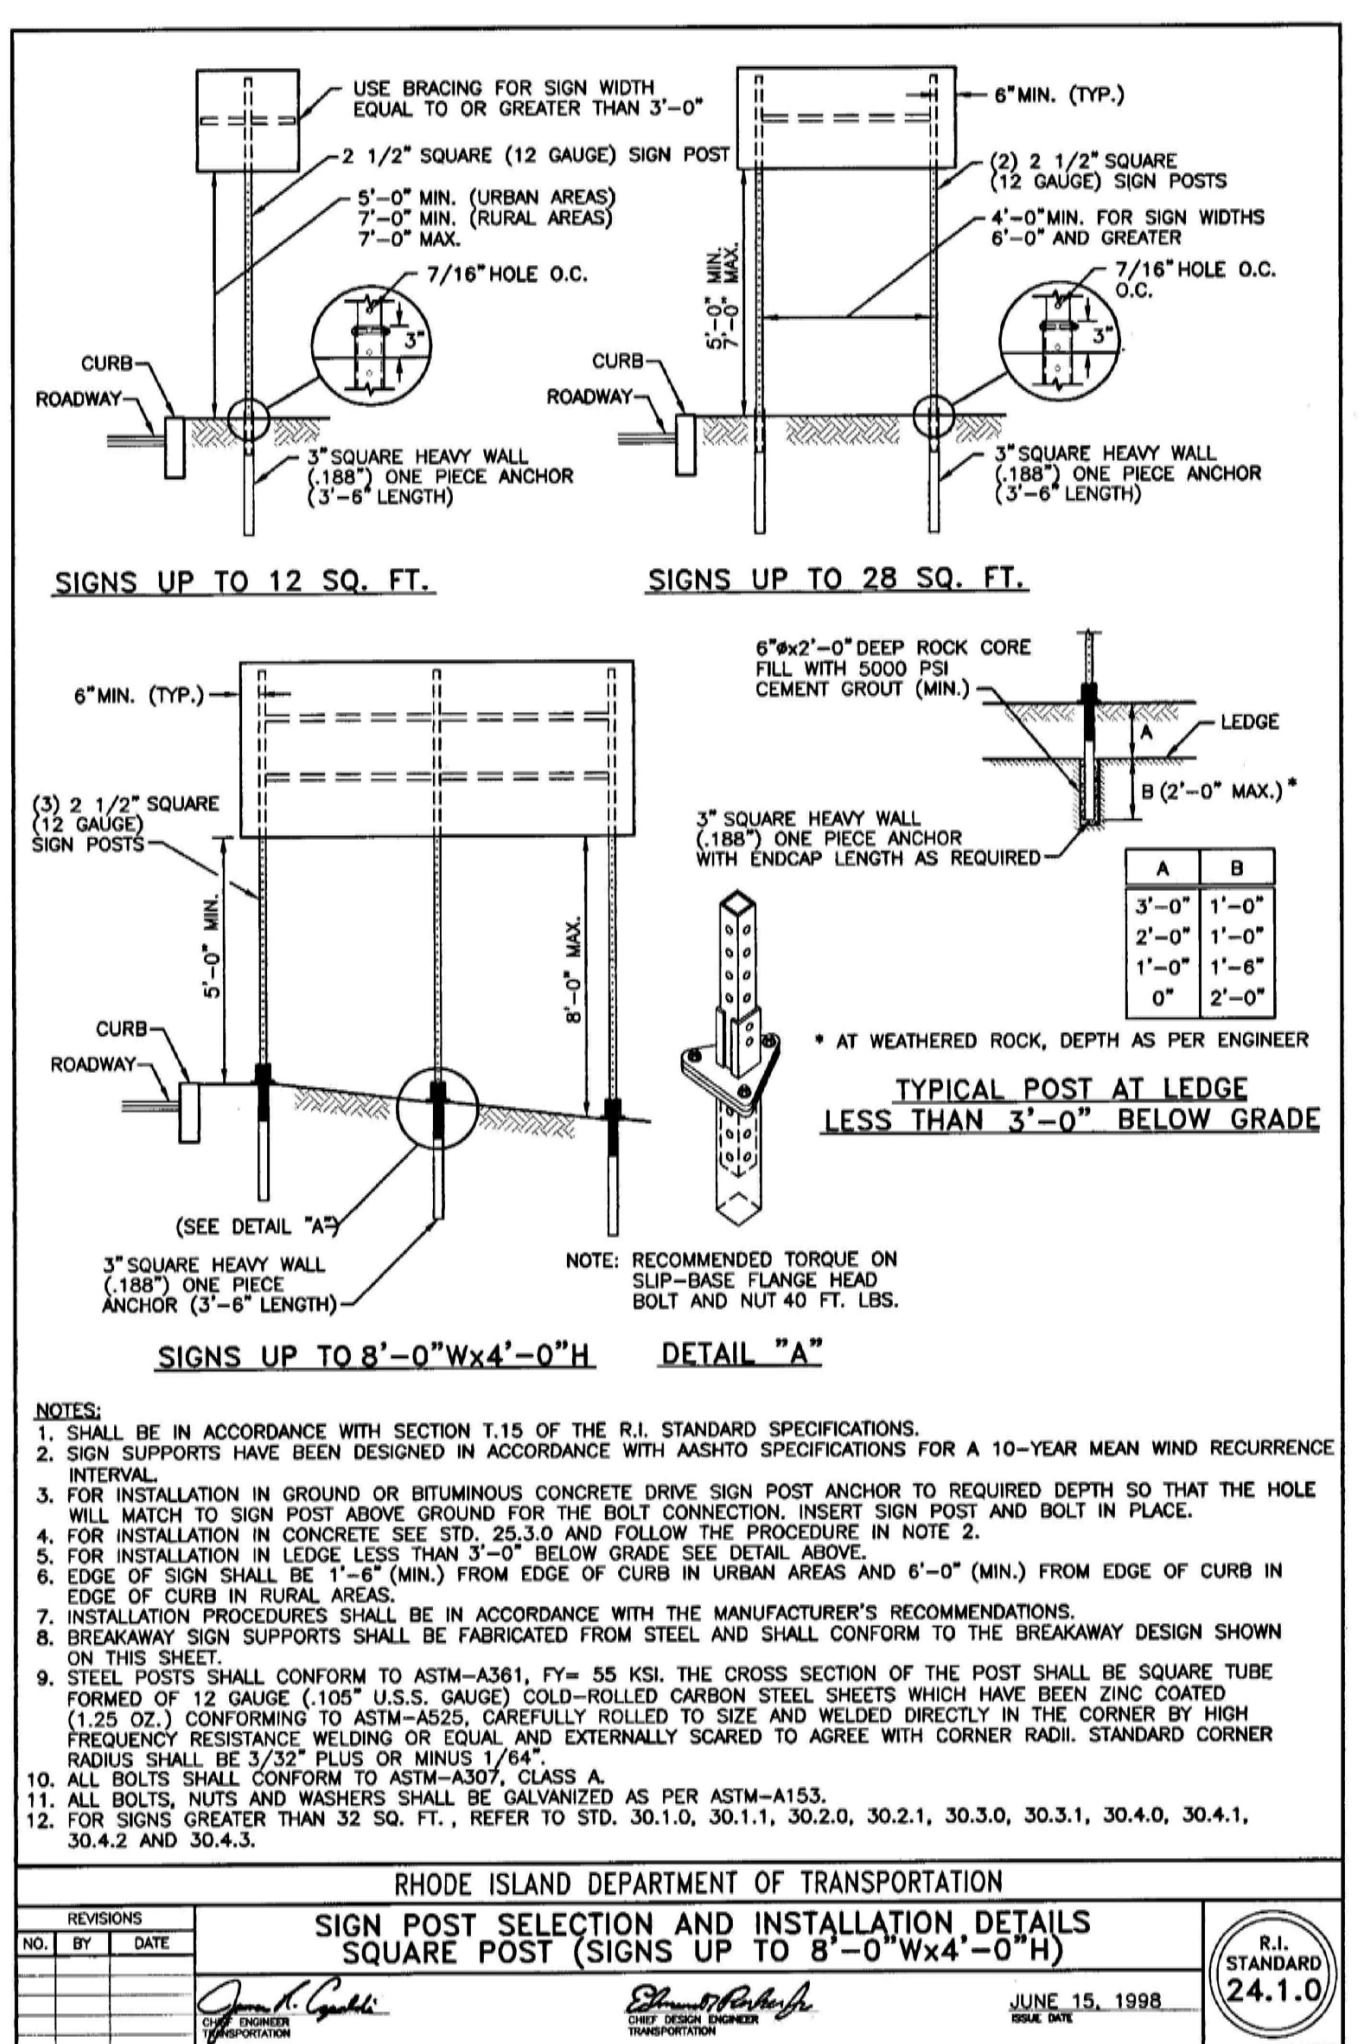 USE BRACING FOR SIGN WIDTH
EQUAL TO OR GREATER THAN 3'-0"
2 1/2" SQUARE (12 GAUGE) SIGN POST
5'-0" MIN. (URBAN AREAS)
7'-0" MIN. (RURAL AREAS)
7'-0" MAX.
7/16" HOLE O.C.
3"
CURB
ROADWAY
3" SQUARE HEAVY WALL
(.188") ONE PIECE ANCHOR
(3'-6" LENGTH)
SIGNS UP TO 12 SQ. FT.
6" MIN. (TYP.)
(2) 2 1/2" SQUARE
(12 GAUGE) SIGN POSTS
4'-0" MIN. FOR SIGN WIDTHS
6'-0" AND GREATER
5'-0" MIN.
7'-0" MAX.
7/16" HOLE O.C.
O.C.
3"
CURB
ROADWAY
3" SQUARE HEAVY WALL
(.188") ONE PIECE ANCHOR
(3'-6" LENGTH)
SIGNS UP TO 28 SQ. FT.
6" MIN. (TYP.)
(3) 2 1/2" SQUARE
(12 GAUGE)
SIGN POSTS
5'-0" MIN.
8'-0" MAX.
CURB
ROADWAY
(SEE DETAIL "A")
3" SQUARE HEAVY WALL
(.188") ONE PIECE
ANCHOR (3'-6" LENGTH)
SIGNS UP TO 8'-0"Wx4'-0"H
6"øx2'-0" DEEP ROCK CORE
FILL WITH 5000 PSI
CEMENT GROUT (MIN.)
LEDGE
A
B (2'-0" MAX.) *
3" SQUARE HEAVY WALL
(.188") ONE PIECE ANCHOR
WITH ENDCAP LENGTH AS REQUIRED
A B
3'-0" 1'-0"
2'-0" 1'-0"
1'-0" 1'-6"
0" 2'-0"
* AT WEATHERED ROCK, DEPTH AS PER ENGINEER
TYPICAL POST AT LEDGE
LESS THAN 3'-0" BELOW GRADE
NOTE: RECOMMENDED TORQUE ON
SLIP-BASE FLANGE HEAD
BOLT AND NUT 40 FT. LBS.
DETAIL "A"
NOTES:
1. SHALL BE IN ACCORDANCE WITH SECTION T.15 OF THE R.I. STANDARD SPECIFICATIONS.
2. SIGN SUPPORTS HAVE BEEN DESIGNED IN ACCORDANCE WITH AASHTO SPECIFICATIONS FOR A 10-YEAR MEAN WIND RECURRENCE
INTERVAL.
3. FOR INSTALLATION IN GROUND OR BITUMINOUS CONCRETE DRIVE SIGN POST ANCHOR TO REQUIRED DEPTH SO THAT THE HOLE
WILL MATCH TO SIGN POST ABOVE GROUND FOR THE BOLT CONNECTION. INSERT SIGN POST AND BOLT IN PLACE.
4. FOR INSTALLATION IN CONCRETE SEE STD. 25.3.0 AND FOLLOW THE PROCEDURE IN NOTE 2.
5. FOR INSTALLATION IN LEDGE LESS THAN 3'-0" BELOW GRADE SEE DETAIL ABOVE.
6. EDGE OF SIGN SHALL BE 1'-6" (MIN.) FROM EDGE OF CURB IN URBAN AREAS AND 6'-0" (MIN.) FROM EDGE OF CURB IN
EDGE OF CURB IN RURAL AREAS.
7. INSTALLATION PROCEDURES SHALL BE IN ACCORDANCE WITH THE MANUFACTURER'S RECOMMENDATIONS.
8. BREAKAWAY SIGN SUPPORTS SHALL BE FABRICATED FROM STEEL AND SHALL CONFORM TO THE BREAKAWAY DESIGN SHOWN
ON THIS SHEET.
9. STEEL POSTS SHALL CONFORM TO ASTM-A361, FY= 55 KSI. THE CROSS SECTION OF THE POST SHALL BE SQUARE TUBE
FORMED OF 12 GAUGE (.105" U.S.S. GAUGE) COLD-ROLLED CARBON STEEL SHEETS WHICH HAVE BEEN ZINC COATED
(1.25 OZ.) CONFORMING TO ASTM-A525, CAREFULLY ROLLED TO SIZE AND WELDED DIRECTLY IN THE CORNER BY HIGH
FREQUENCY RESISTANCE WELDING OR EQUAL AND EXTERNALLY SCARED TO AGREE WITH CORNER RADII. STANDARD CORNER
RADIUS SHALL BE 3/32" PLUS OR MINUS 1/64".
10. ALL BOLTS SHALL CONFORM TO ASTM-A307, CLASS A.
11. ALL BOLTS, NUTS AND WASHERS SHALL BE GALVANIZED AS PER ASTM-A153.
12. FOR SIGNS GREATER THAN 32 SQ. FT., REFER TO STD. 30.1.0, 30.1.1, 30.2.0, 30.2.1, 30.3.0, 30.3.1, 30.4.0, 30.4.1,
30.4.2 AND 30.4.3.
RHODE ISLAND DEPARTMENT OF TRANSPORTATION
REVISIONS
NO. BY DATE
SIGN POST SELECTION AND INSTALLATION DETAILS
SQUARE POST (SIGNS UP TO 8'-0"Wx4'-0"H)
CHIEF ENGINEER
TRANSPORTATION
CHIEF DESIGN ENGINEER
TRANSPORTATION
JUNE 15, 1998
ISSUE DATE
R.I.
STANDARD
24.1.0